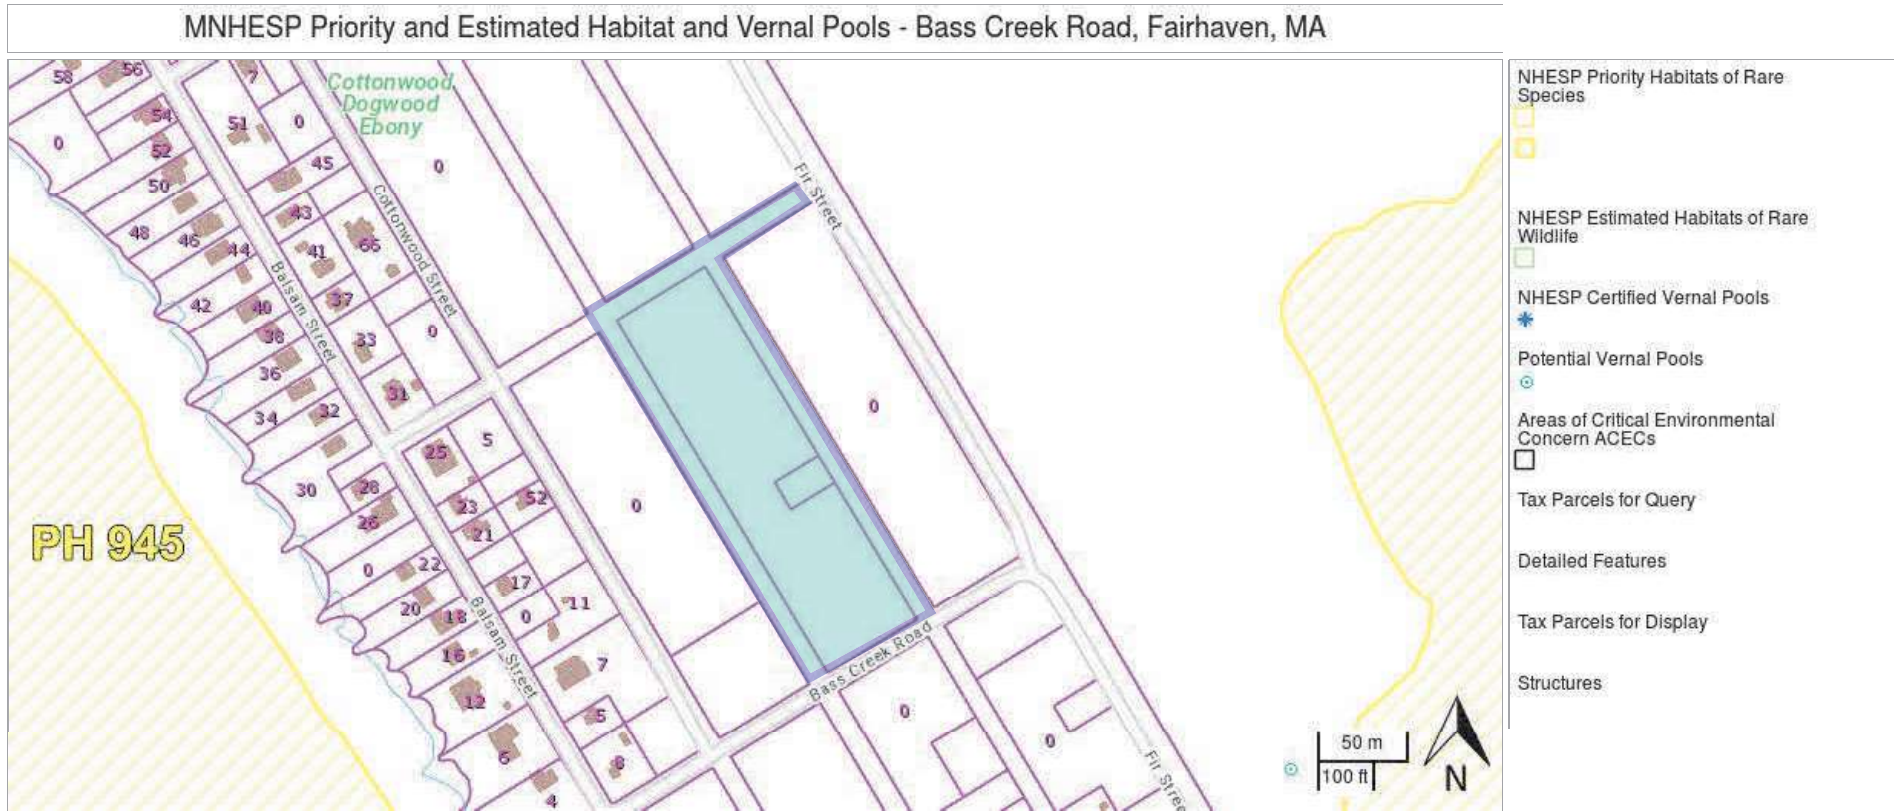 MNHESP Priority and Estimated Habitat and Vernal Pools - Bass Creek Road, Fairhaven, MA
NHESP Priority Habitats of Rare
Species
NHESP Estimated Habitats of Rare
Wildlife
NHESP Certified Vernal Pools
Potential Vernal Pools
Areas of Critical Environmental
Concern ACECs
Tax Parcels for Query
Detailed Features
Tax Parcels for Display
Structures
Cottonwood,
Dogwood
Ebony
58
56
7
54
51
0
0
52
45
0
50
43
48
46
44
41
66
Cottonwood Street
Fir Street
Balsam Street
42
40
37
38
33
0
36
31
34
32
0
25
5
30
28
23
52
0
26
21
PH 945
0
22
17
20
18
0
11
Balsam Street
16
7
Bass Creek Road
12
5
0
6
8
0
4
Fir Stree
50 m
100 ft
N